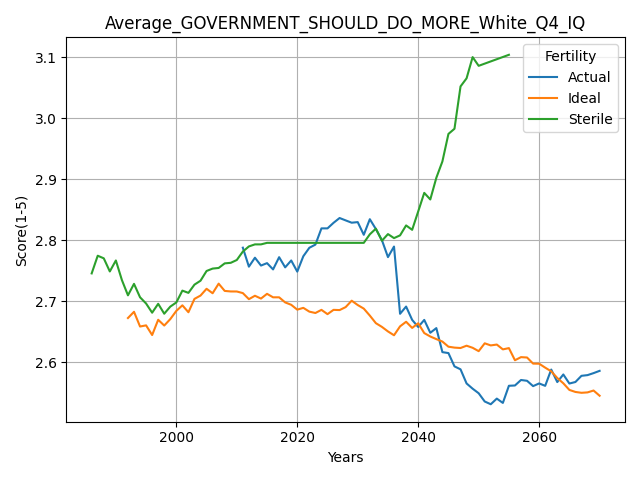 Average_GOVERNMENT_SHOULD_DO_MORE_White_Q4_IQ
Fertility
Actual
Ideal
Sterile
Score(1-5)
3.1
3.0
2.9
2.8
2.7
2.6
2000
2020
2040
2060
Years